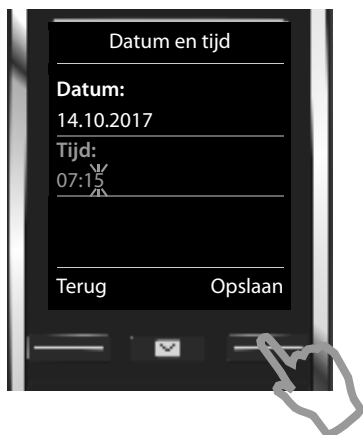 Datum en tijd
Datum:
14.10.2017
Tijd:
07:15
Terug Opslaan